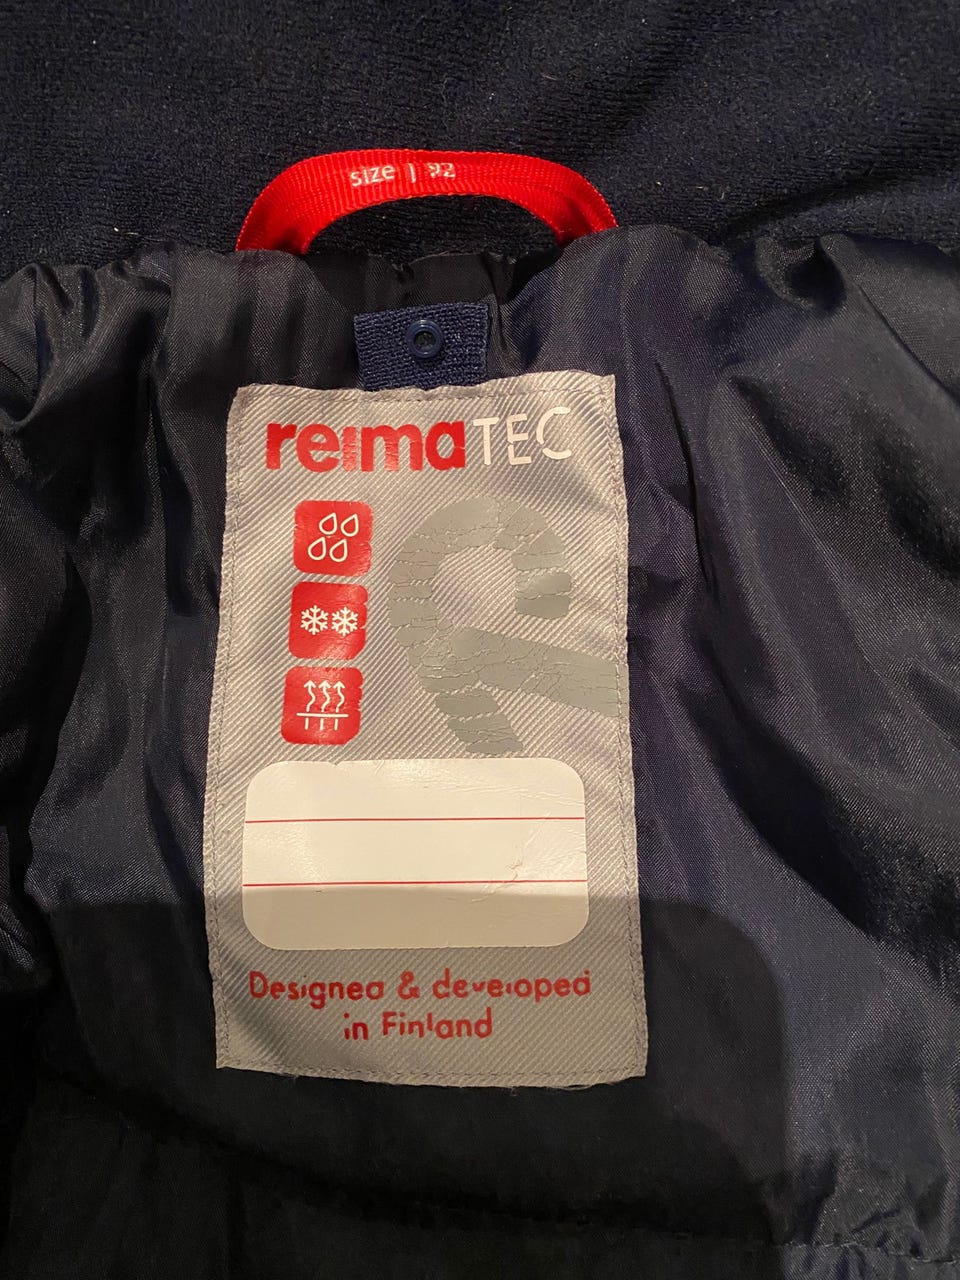 size | 92
reimaTEC
Designed & developed
in Finland